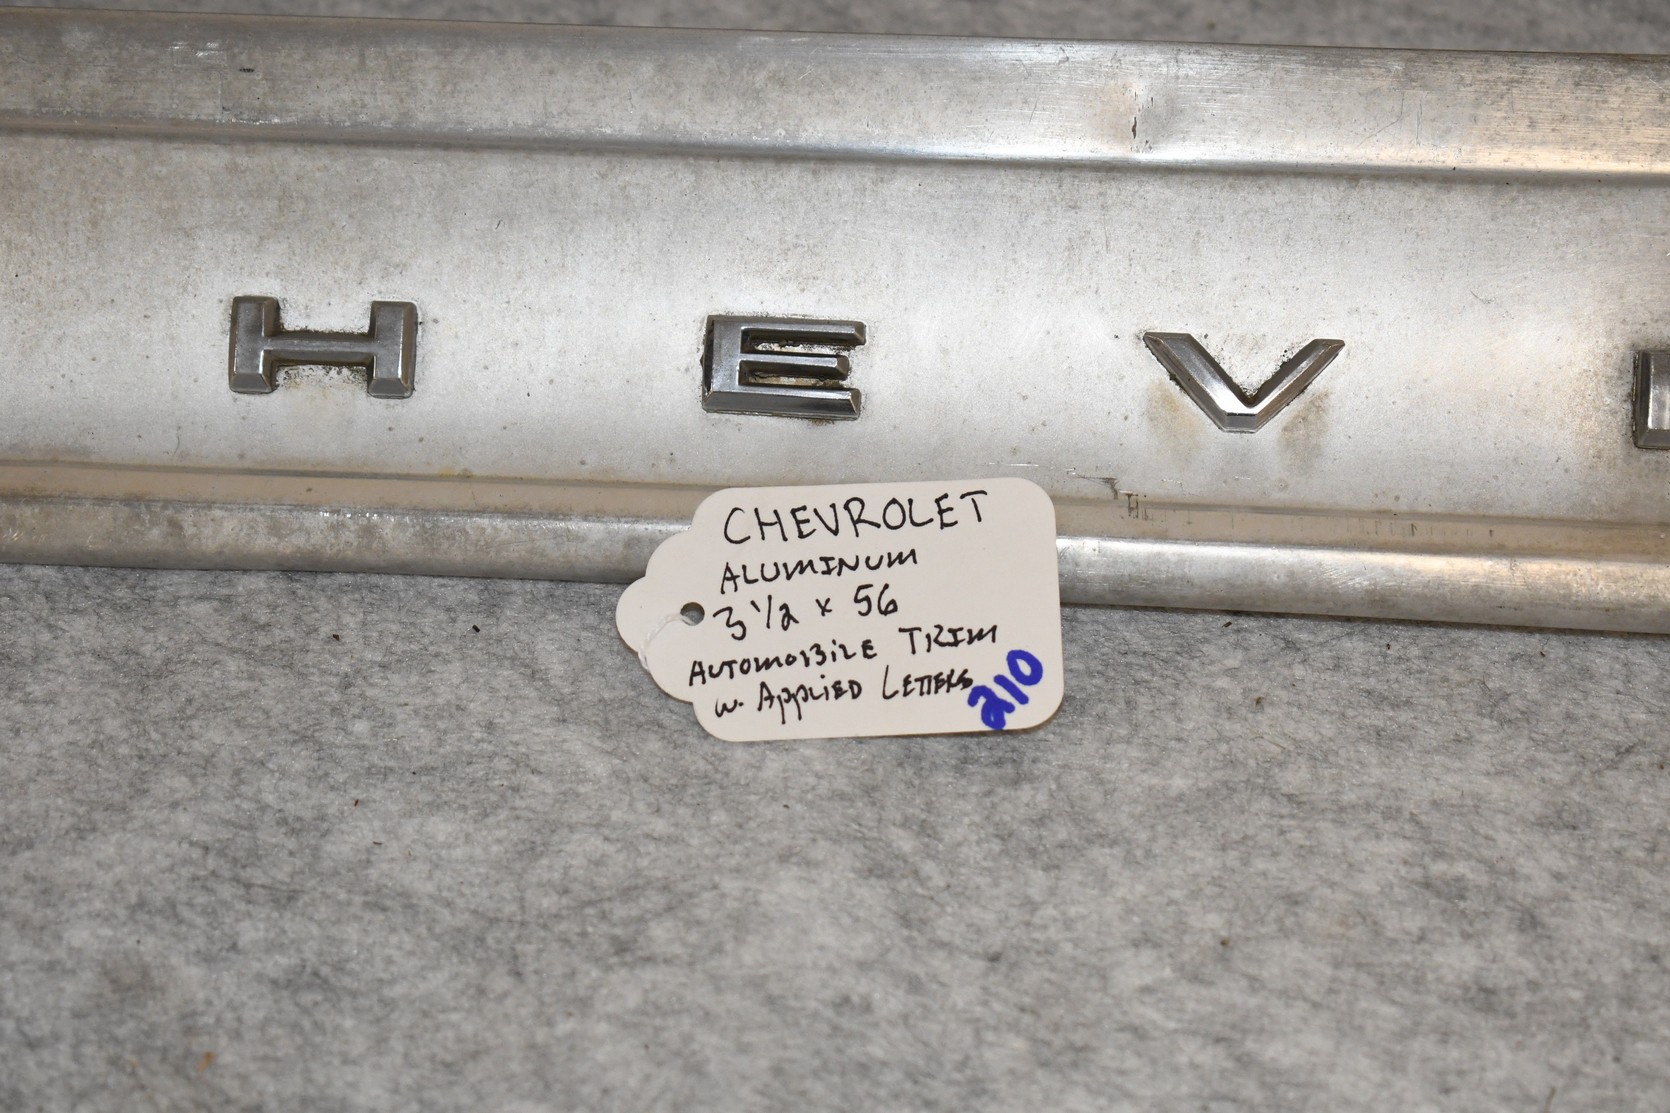 H E V
CHEVROLET
ALUMINUM
3 1/2 x 56
AUTOMOBILE TRIM
w. APPLIED LETTERS
210